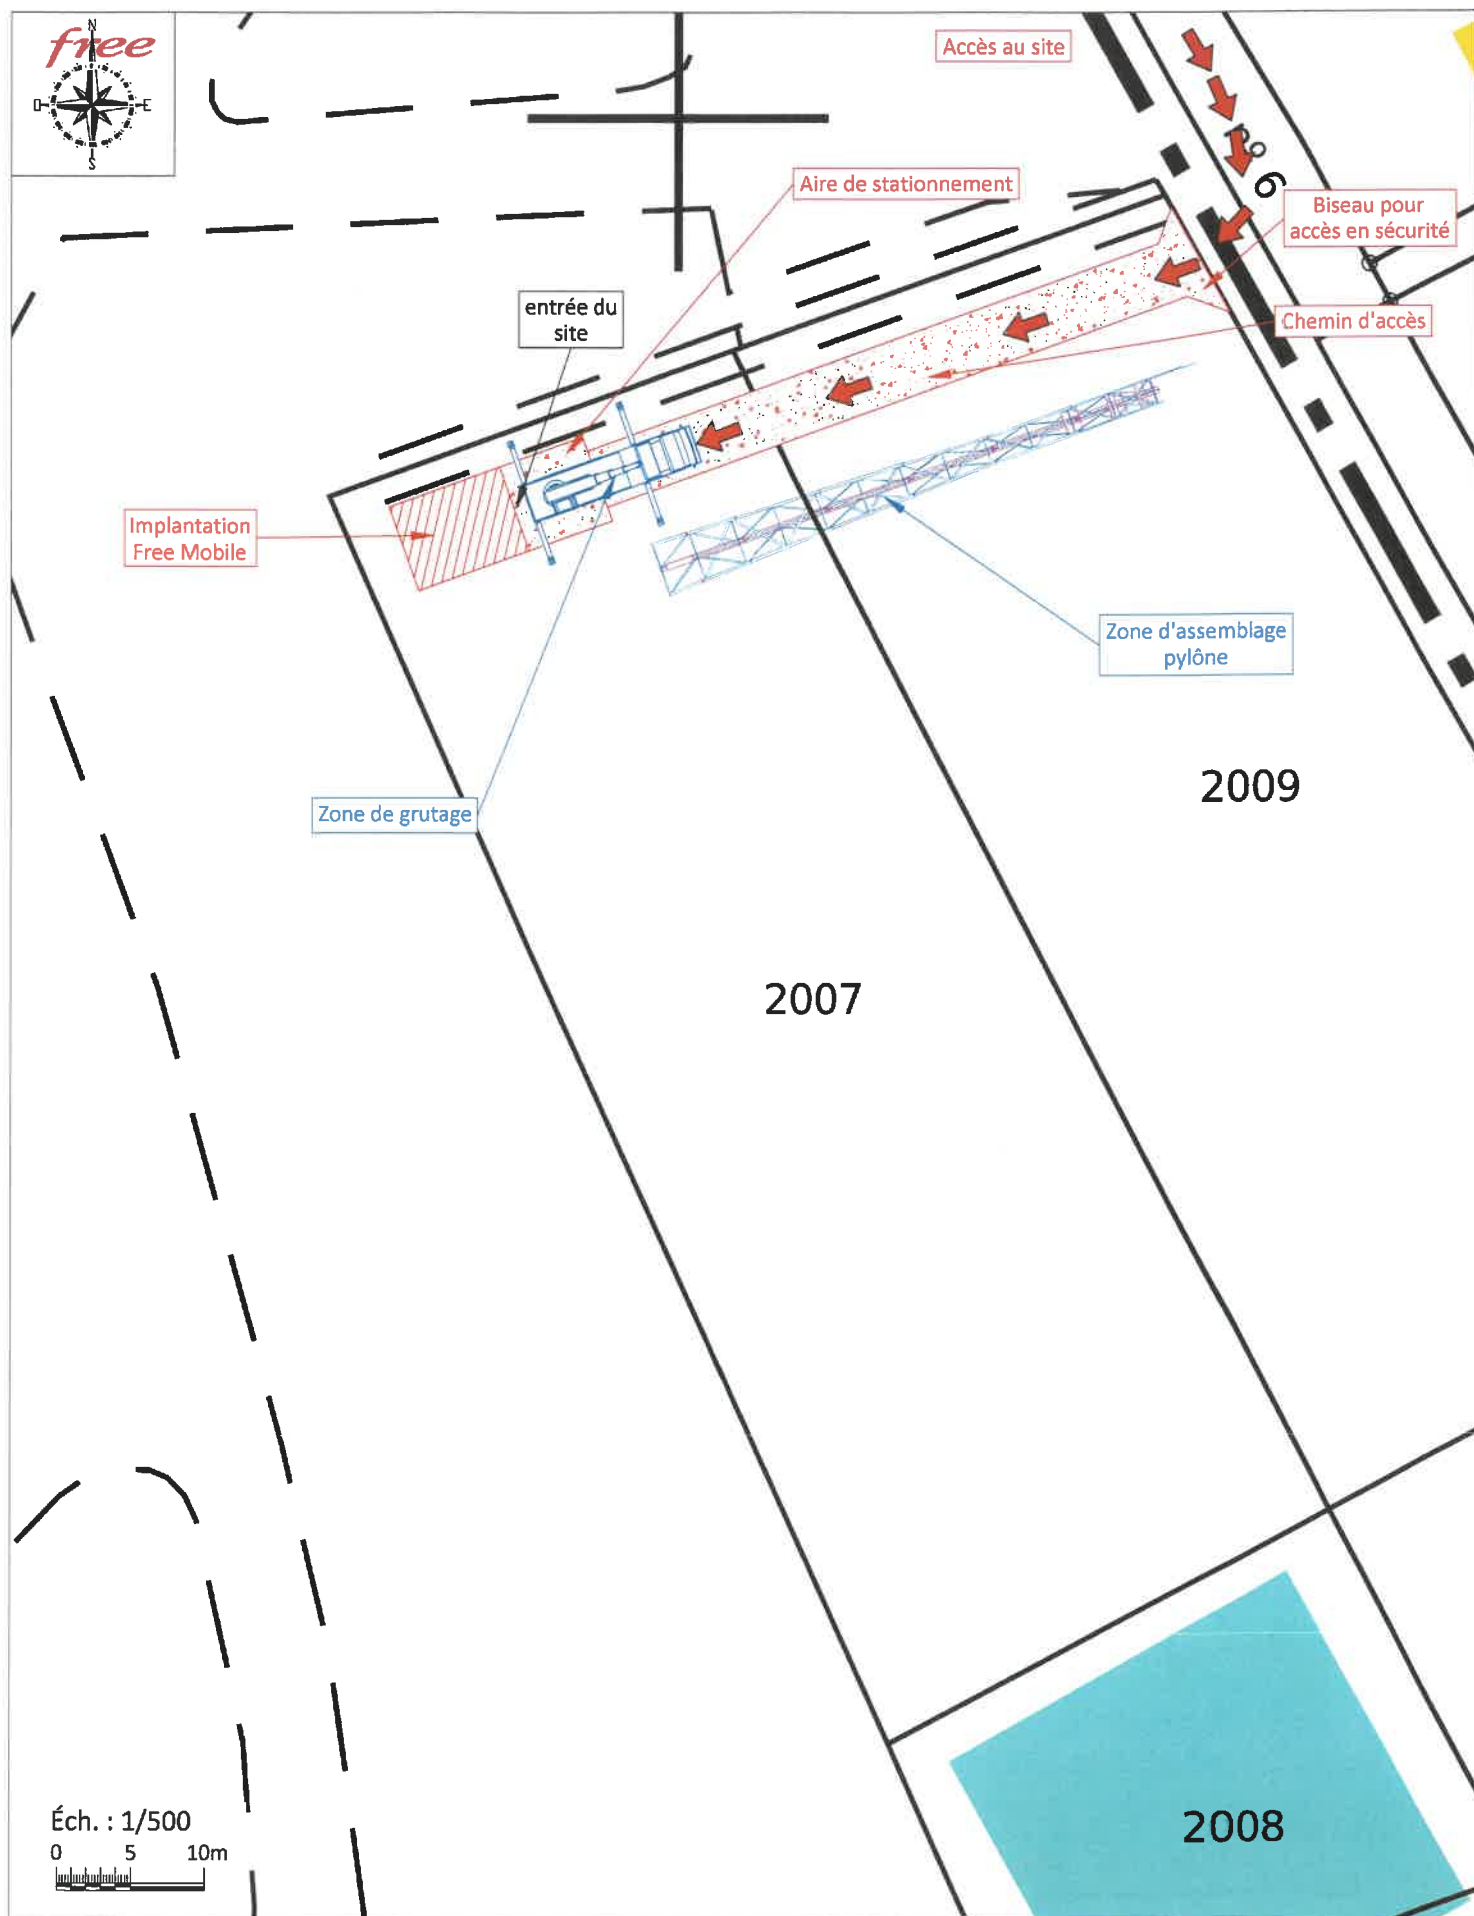 N
free
O
E
S
Accès au site
n° 6
Aire de stationnement
Biseau pour
accès en sécurité
entrée du
site
Chemin d'accès
Implantation
Free Mobile
Zone d'assemblage
pylône
Zone de grutage
2009
2007
2008
Éch. : 1/500
0 5 10m